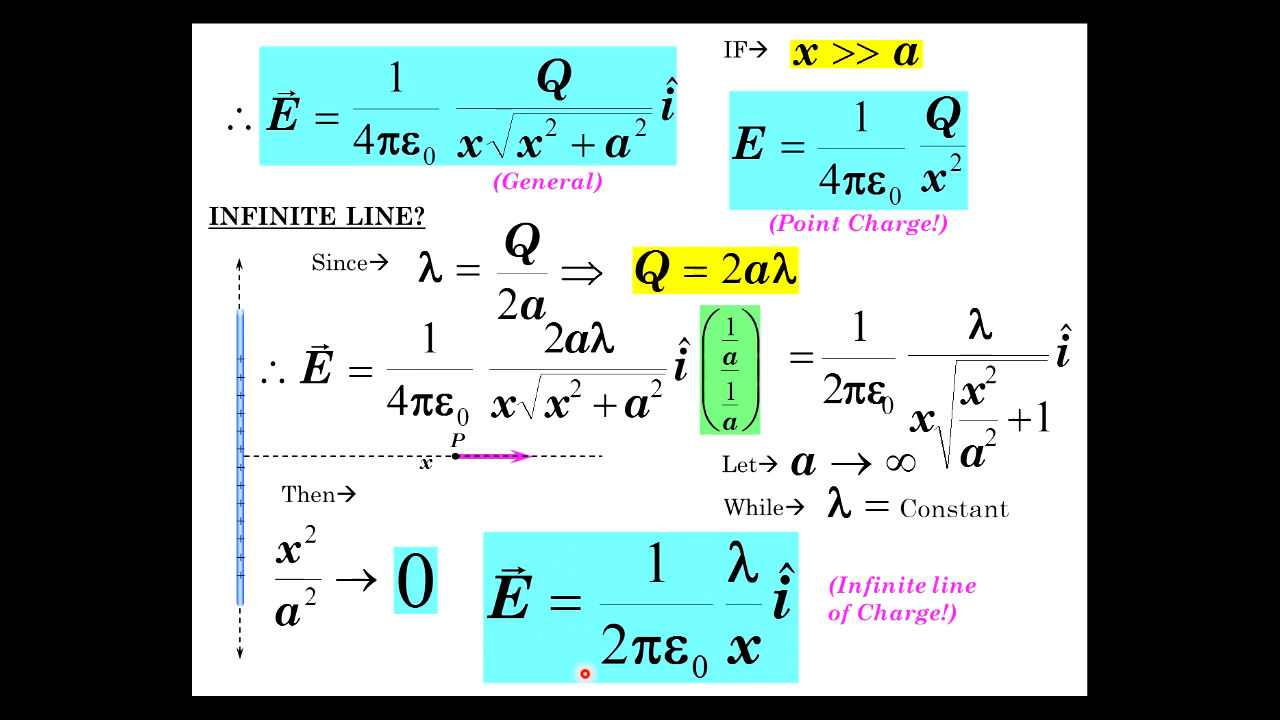 ∴ E⃗ = 1/(4πε₀) Q/(x√(x² + a²)) î
(General)
IF→ x >> a
E = 1/(4πε₀) Q/x²
(Point Charge!)
INFINITE LINE?
Since→ λ = Q/(2a) ⇒ Q = 2aλ
∴ E⃗ = 1/(4πε₀) 2aλ/(x√(x² + a²)) î ((1/a)/(1/a)) = 1/(2πε₀) λ/(x√(x²/a² + 1)) î
P
x
Let→ a → ∞
While→ λ = Constant
Then→
x²/a² → 0
E⃗ = 1/(2πε₀) λ/x î
(Infinite line
of Charge!)